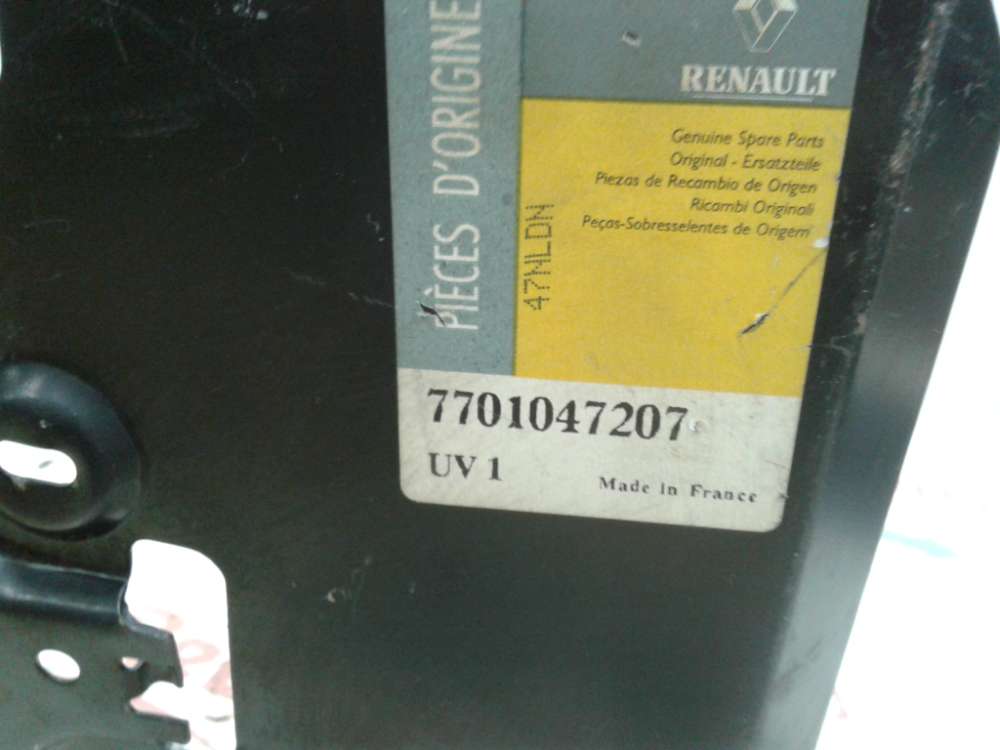 RENAULT
PIÈCES D'ORIGINE
Genuine Spare Parts
Original - Ersatzteile
Piezas de Recambio de Origen
Ricambi Originali
Peças-Sobresselentes de Origem
47WLDN
7701047207
UV 1
Made in France